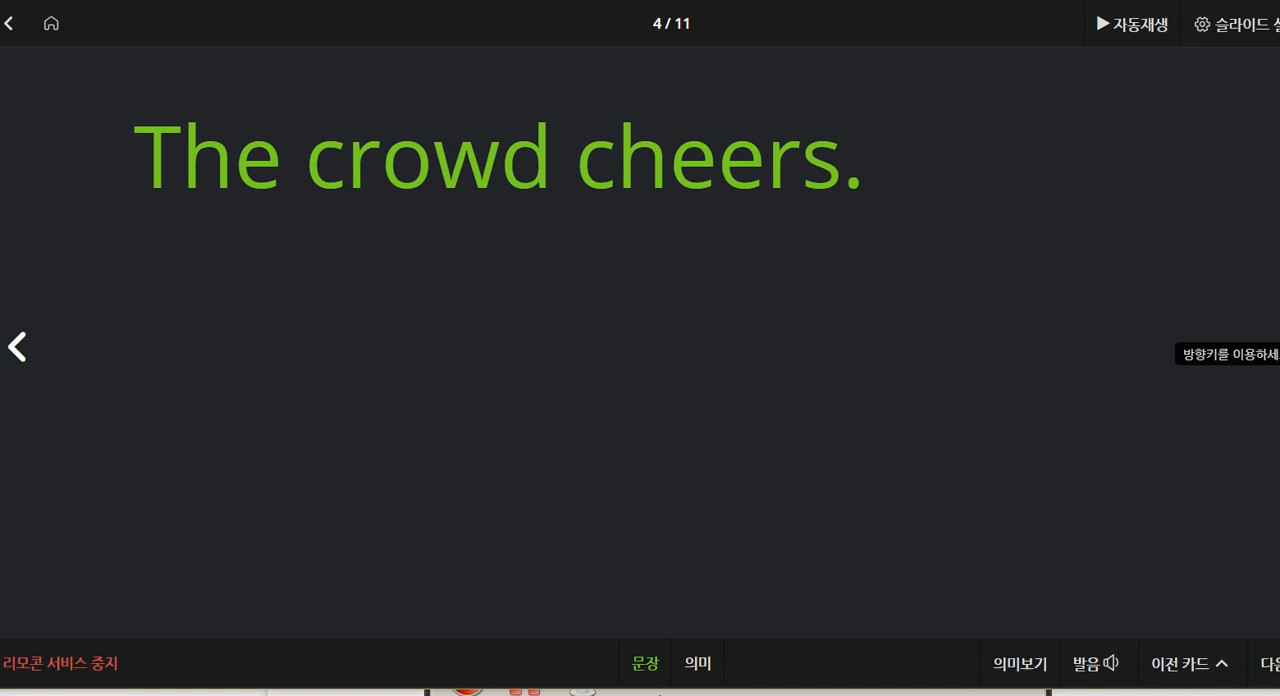 4 / 11
자동재생
슬라이드
The crowd cheers.
방향키를 이용하세
리모콘 서비스 중지
문장
의미
의미보기
발음
이전 카드